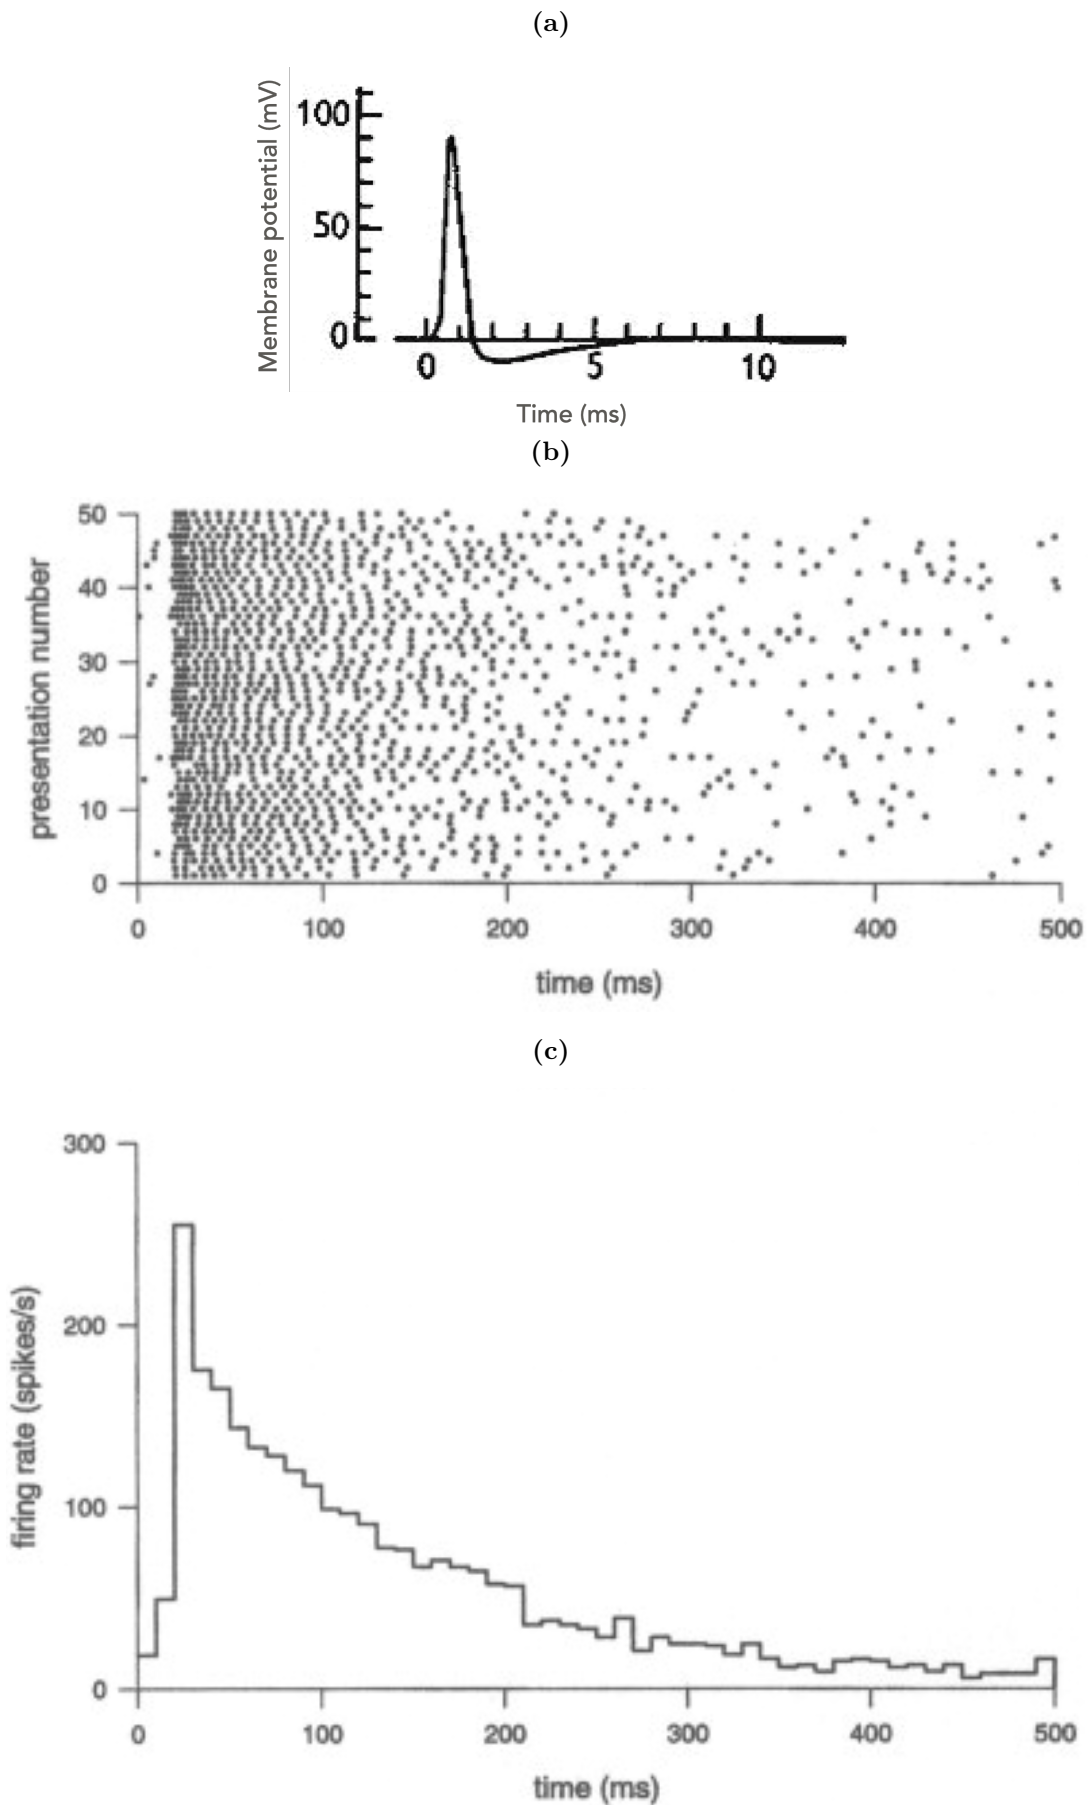 (a)
Membrane potential (mV)
100
50
0
0 5 10
Time (ms)
(b)
presentation number
50
40
30
20
10
0
0 100 200 300 400 500
time (ms)
(c)
firing rate (spikes/s)
300
200
100
0
0 100 200 300 400 500
time (ms)